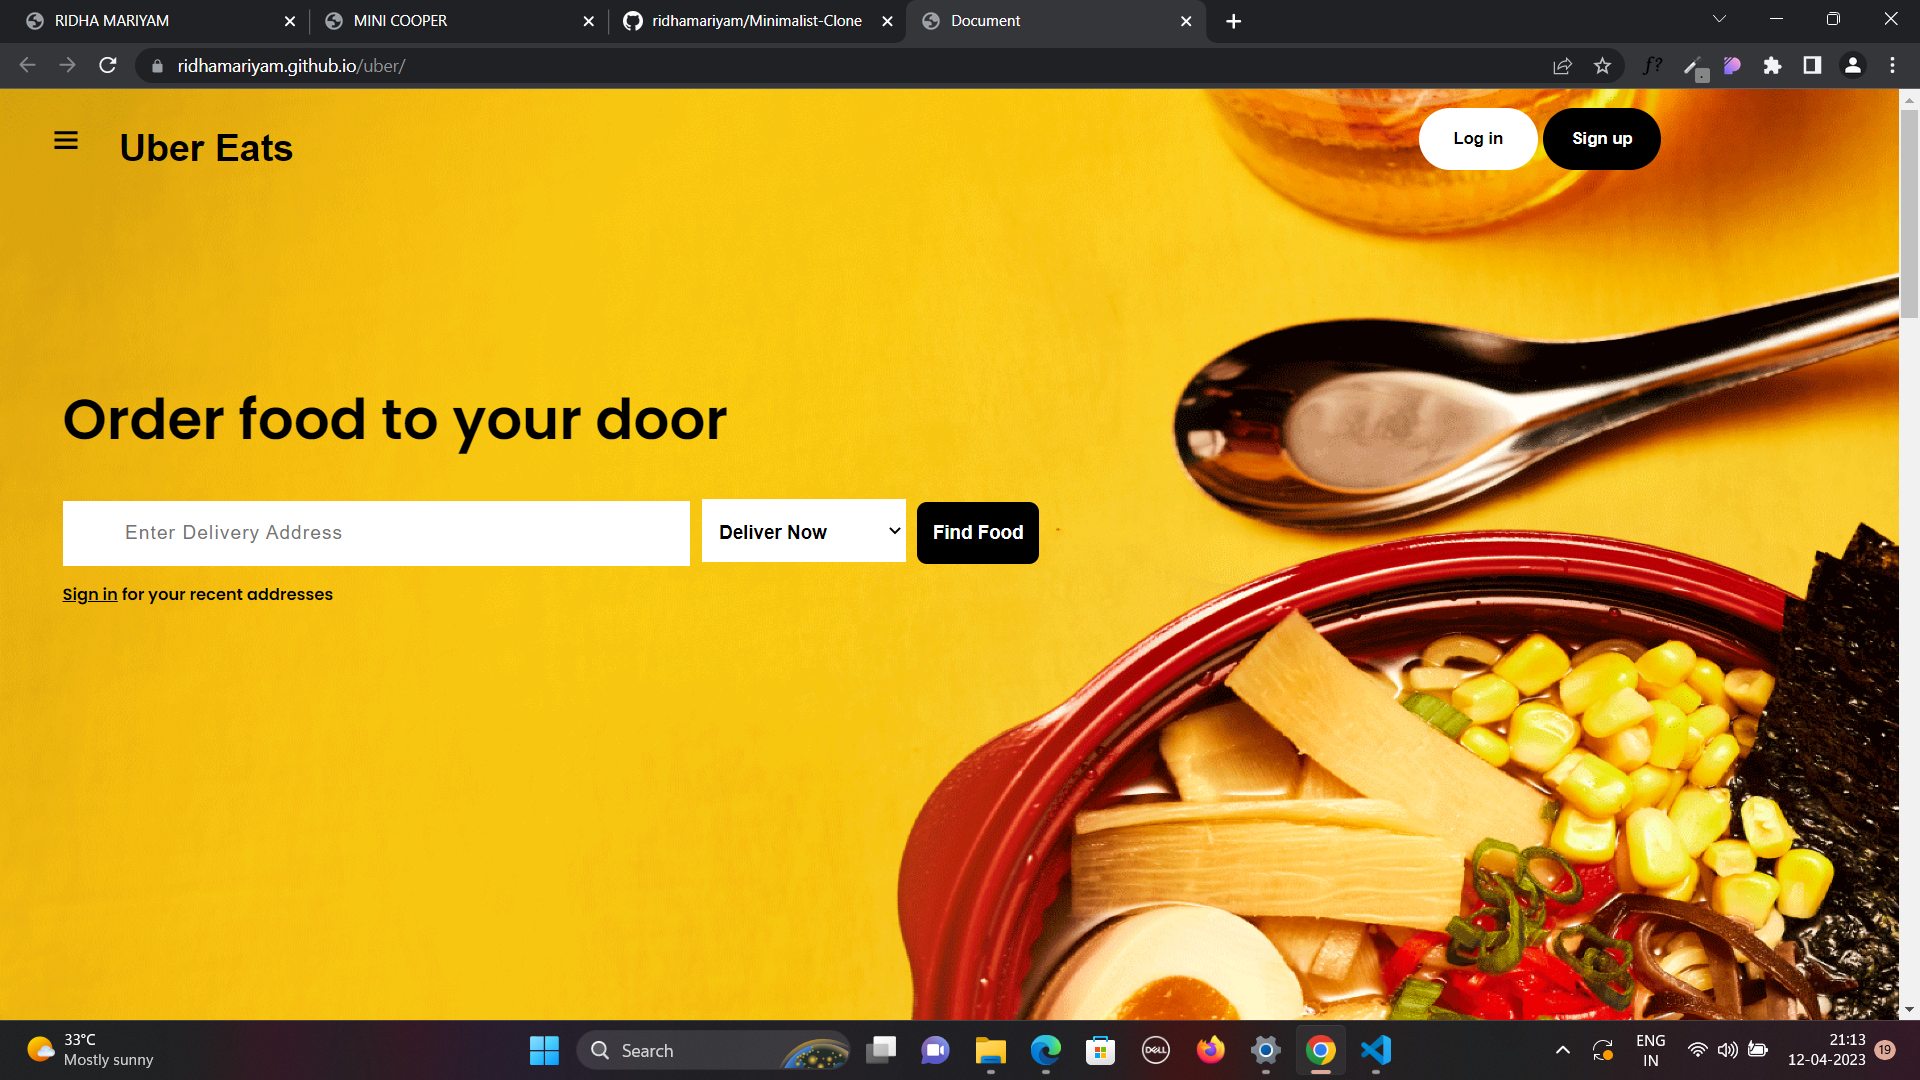 RIDHA MARIYAM
MINI COOPER
ridhamariyam/Minimalist-Clone
Document
ridhamariyam.github.io/uber/
f?
Uber Eats
Log in
Sign up
Order food to your door
Enter Delivery Address
Deliver Now
Find Food
Sign in for your recent addresses
33°C
Mostly sunny
Search
DELL
ENG
IN
21:13
12-04-2023
19